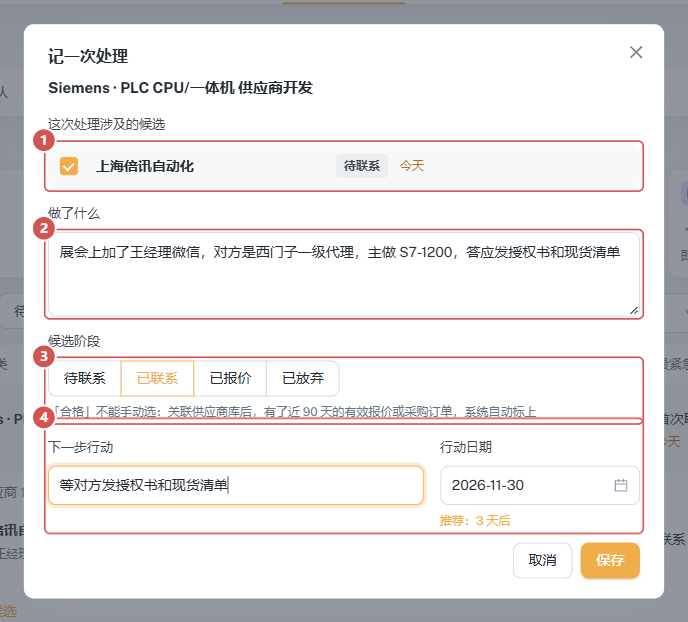 记一次处理
Siemens · PLC CPU/一体机 供应商开发
这次处理涉及的候选
1
上海倍讯自动化 待联系 今天
做了什么
2
展会上加了王经理微信，对方是西门子一级代理，主做 S7-1200，答应发授权书和现货清单
候选阶段
3
待联系 已联系 已报价 已放弃
「合格」不能手动选：关联供应商库后，有了近 90 天的有效报价或采购订单，系统自动标上
4
下一步行动 行动日期
等对方发授权书和现货清单 2026-11-30
推荐：3 天后
取消 保存